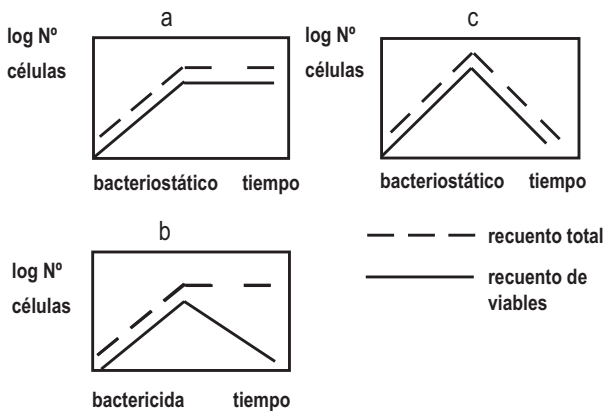 a
log Nº
células
bacteriostático tiempo
c
log Nº
células
bacteriostático tiempo
b
log Nº
células
bactericida tiempo
recuento total
recuento de
viables